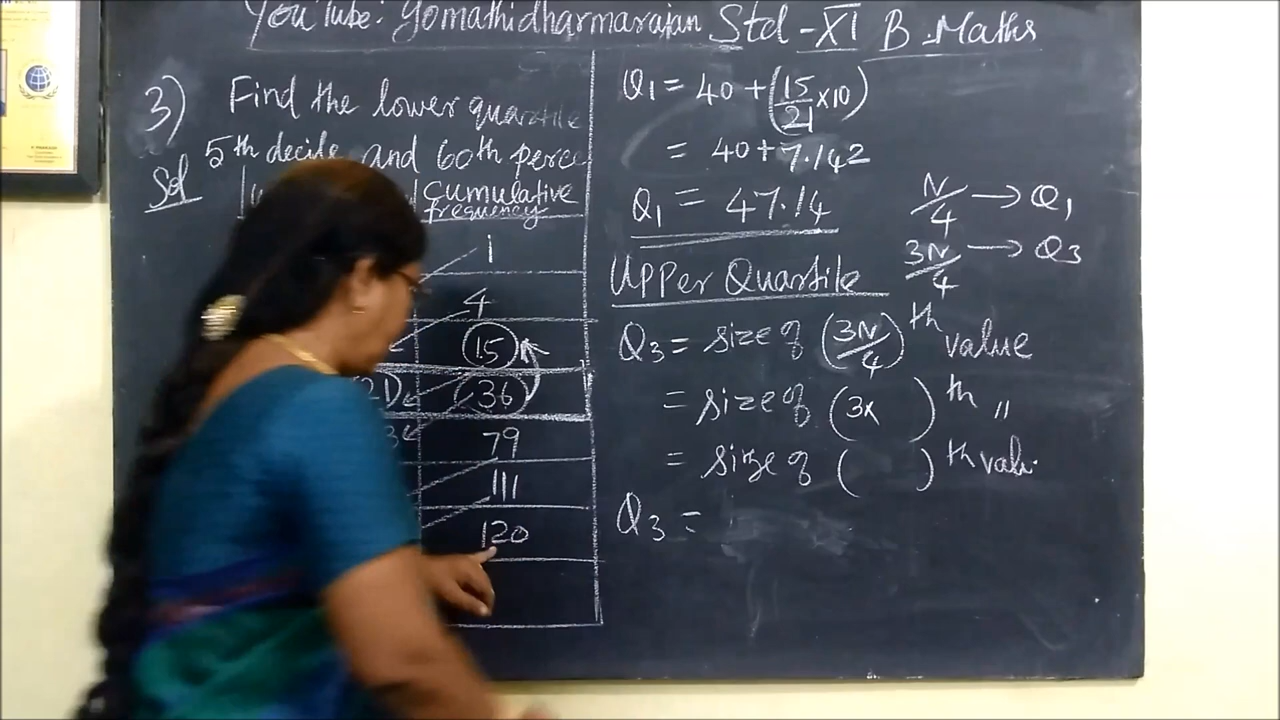 YouTube: Yomathidharmarajan Std - XI B.Maths
3) Find the lower quartile
5th decile and 60th perce
Sol
Cumulative
frequency
1
4
15
21 36
79
111
120
Q1 = 40 + (15/21 ×10)
= 40+7.142
Q1 = 47.14
N/4 → Q1
3N/4 → Q3
Upper Quartile
Q3 = size of (3N/4)th value
= size of (3x )th "
= size of ( )th valu.
Q3 =